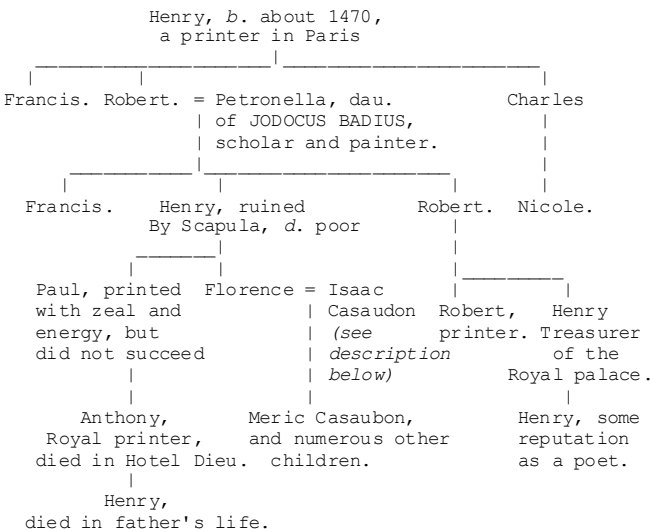 Henry, b. about 1470,
a printer in Paris
Francis. Robert. = Petronella, dau. Charles
of JODOCUS BADIUS,
scholar and painter.
Francis. Henry, ruined Robert. Nicole.
By Scapula, d. poor
Paul, printed Florence = Isaac
with zeal and Casaudon Robert, Henry
energy, but (see printer. Treasurer
did not succeed description of the
below) Royal palace.
Anthony, Meric Casaubon, Henry, some
Royal printer, and numerous other reputation
died in Hotel Dieu. children. as a poet.
Henry,
died in father's life.